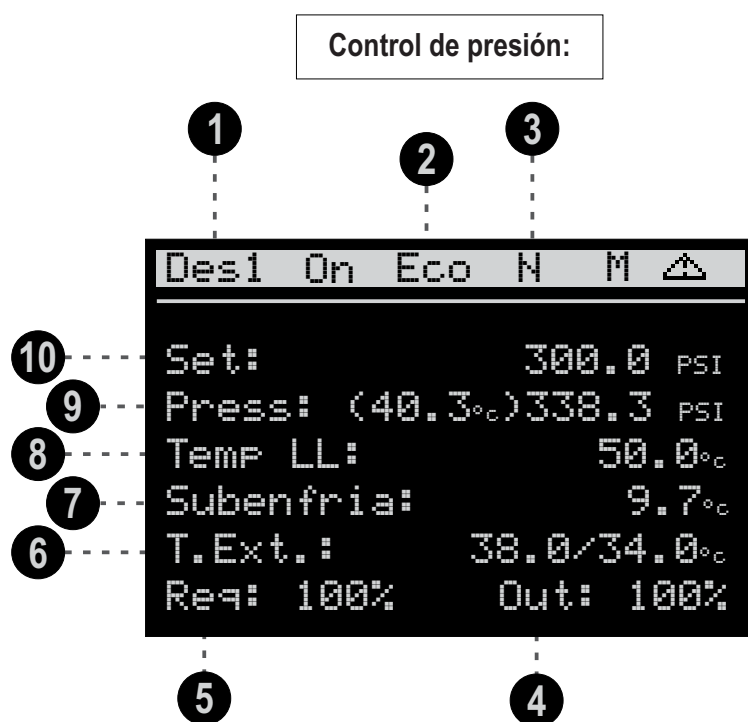 Control de presión:
1
2
3
Des1 On Eco N M
10 Set: 300.0 PSI
9 Press: (40.3°c)338.3 PSI
8 Temp LL: 50.0°c
7 Subenfria: 9.7°c
6 T.Ext.: 38.0/34.0°c
Req: 100% Out: 100%
5
4